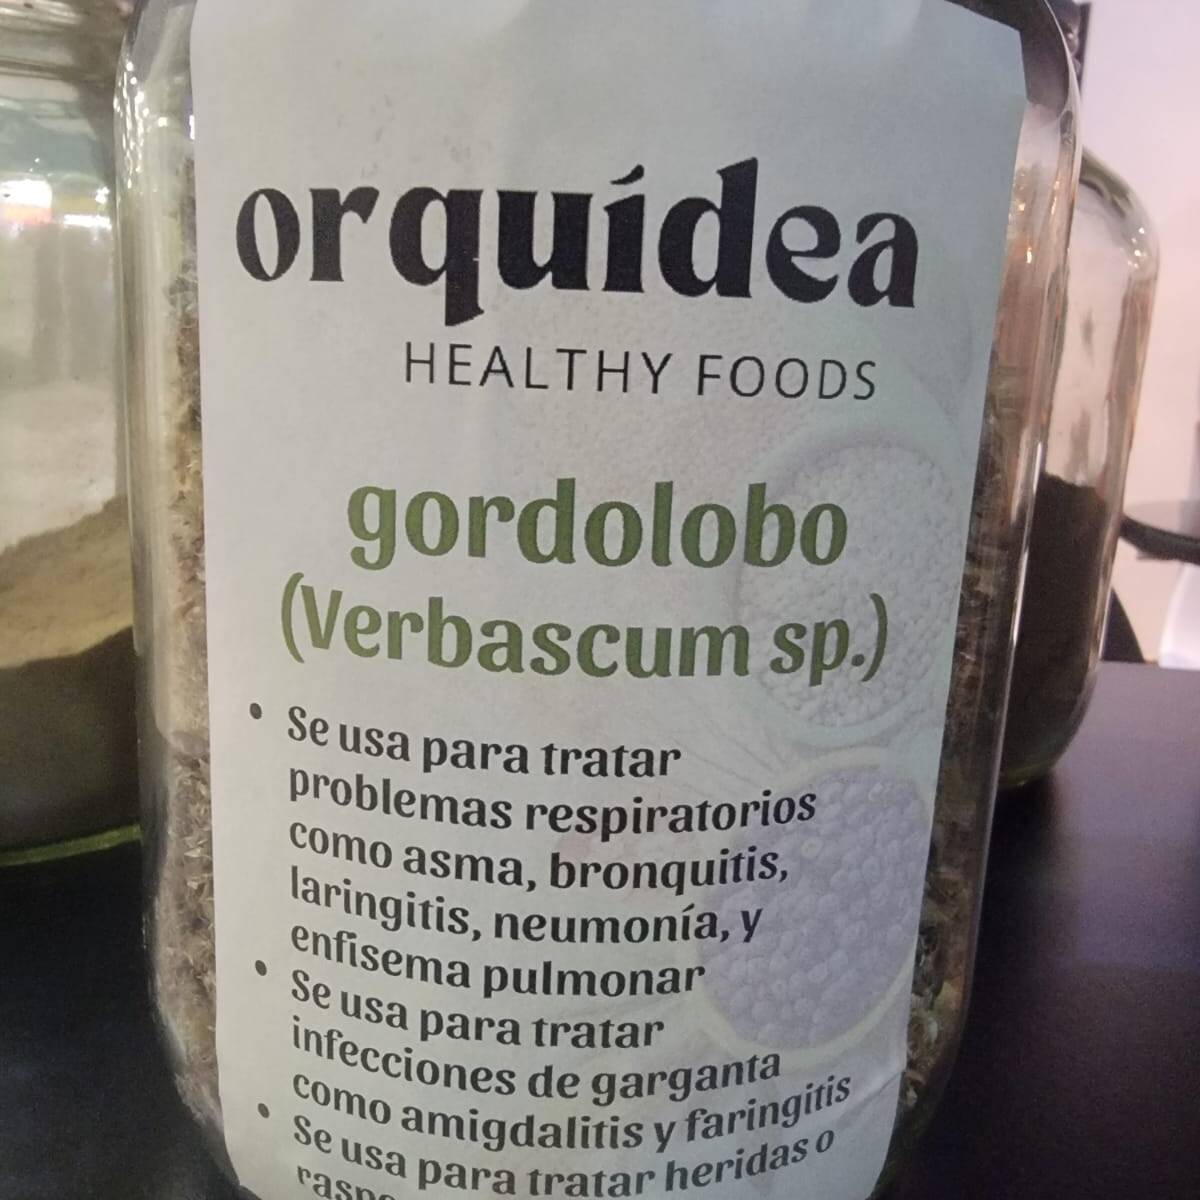 orquídea
HEALTHY FOODS
gordolobo
(Verbascum sp.)
• Se usa para tratar
problemas respiratorios
como asma, bronquitis,
laringitis, neumonía, y
enfisema pulmonar
• Se usa para tratar
infecciones de garganta
como amigdalitis y faringitis
• Se usa para tratar heridas o